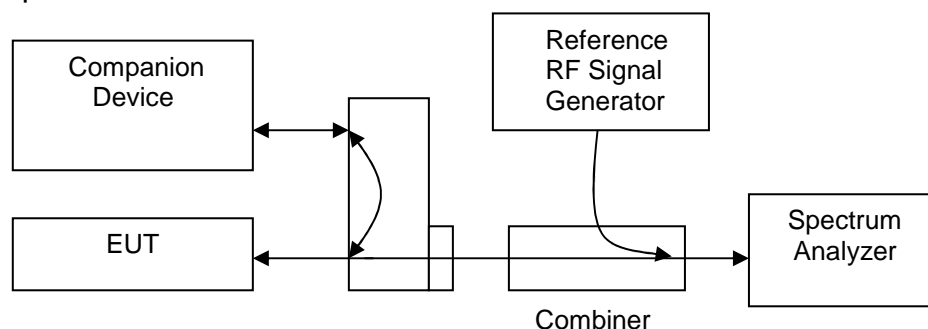 Companion
Device
Reference
RF Signal
Generator
EUT
Spectrum
Analyzer
Combiner